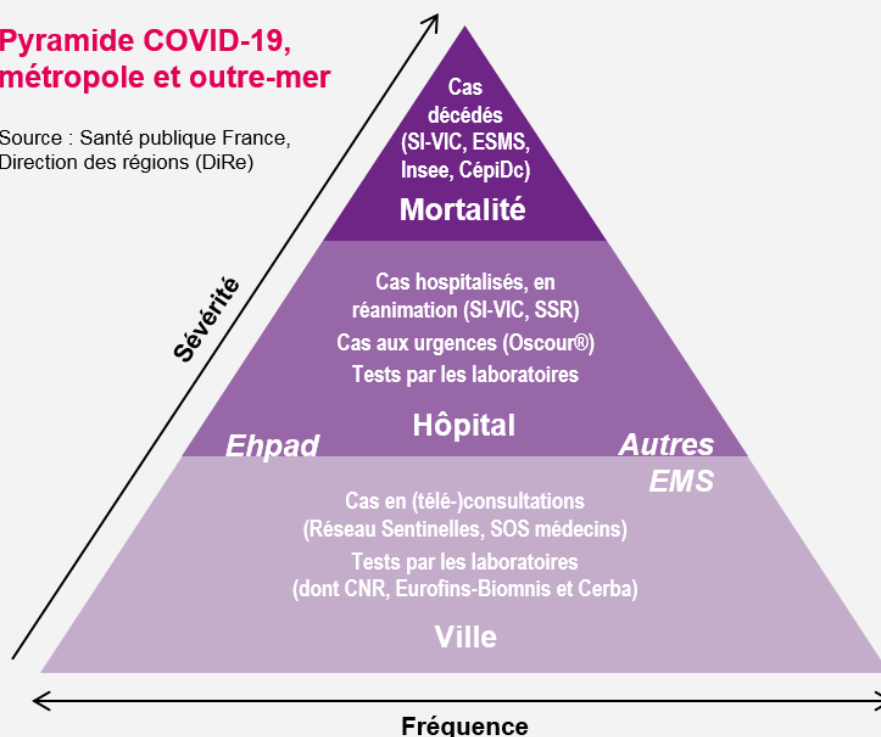 Pyramide COVID-19,
métropole et outre-mer
Source : Santé publique France,
Direction des régions (DiRe)
Cas
décédés
(SI-VIC, ESMS,
Insee, CépiDc)
Mortalité
Sévérité
Cas hospitalisés, en
réanimation (SI-VIC, SSR)
Cas aux urgences (Oscour®)
Tests par les laboratoires
Hôpital
Ehpad
Autres
EMS
Cas en (télé-)consultations
(Réseau Sentinelles, SOS médecins)
Tests par les laboratoires
(dont CNR, Eurofins-Biomnis et Cerba)
Ville
Fréquence